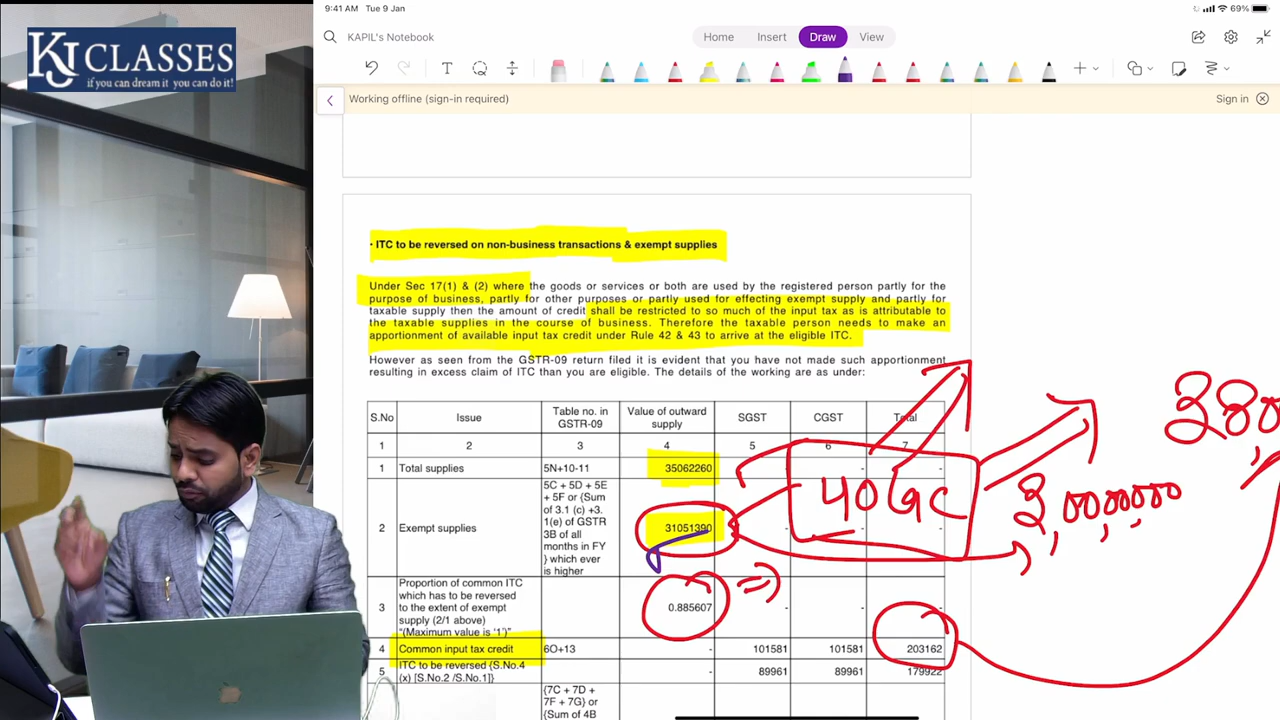 KJ CLASSES
if you can dream it you can do it!
9:41 AM Tue 9 Jan
69%
KAPIL's Notebook
Home Insert Draw View
Working offline (sign-in required)
Sign in
· ITC to be reversed on non-business transactions & exempt supplies
Under Sec 17(1) & (2) where the goods or services or both are used by the registered person partly for the
purpose of business, partly for other purposes or partly used for effecting exempt supply and partly for
taxable supply then the amount of credit shall be restricted to so much of the input tax as is attributable to
the taxable supplies in the course of business. Therefore the taxable person needs to make an
apportionment of available input tax credit under Rule 42 & 43 to arrive at the eligible ITC.
However as seen from the GSTR-09 return filed it is evident that you have not made such apportionment
resulting in excess claim of ITC than you are eligible. The details of the working are as under:
S.No Issue Table no. in GSTR-09 Value of outward supply SGST CGST Total
1 2 3 4 5 6 7
1 Total supplies 5N+10-11 35062260 - - -
2 Exempt supplies 5C + 5D + 5E + 5F or {Sum of 3.1 (c) +3.1(e) of GSTR 3B of all months in FY } which ever is higher 31051390 - - -
3 Proportion of common ITC which has to be reversed to the extent of exempt supply (2/1 above) "(Maximum value is '1')" 0.885607 - - -
4 Common input tax credit 6O+13 - 101581 101581 203162
5 ITC to be reversed {S.No.4 (x) [S.No.2 /S.No.1]} 89961 89961 179922
{7C + 7D + 7F + 7G} or {Sum of 4B